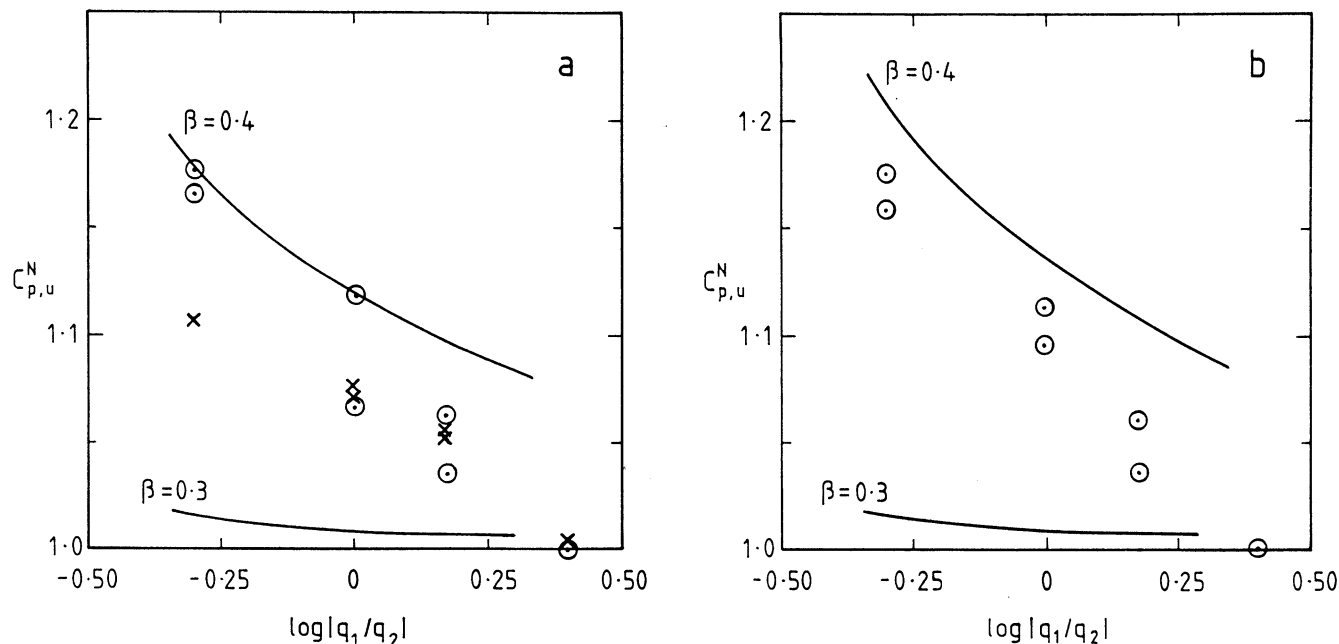 a
β=0·4
1·2
C^N_{p,u}
1·1
β=0·3
1·0
-0·50
-0·25
0
0·25
0·50
log|q₁/q₂|
b
β=0·4
1·2
C^N_{p,u}
1·1
β=0·3
1·0
-0·50
-0·25
0
0·25
0·50
log|q₁/q₂|